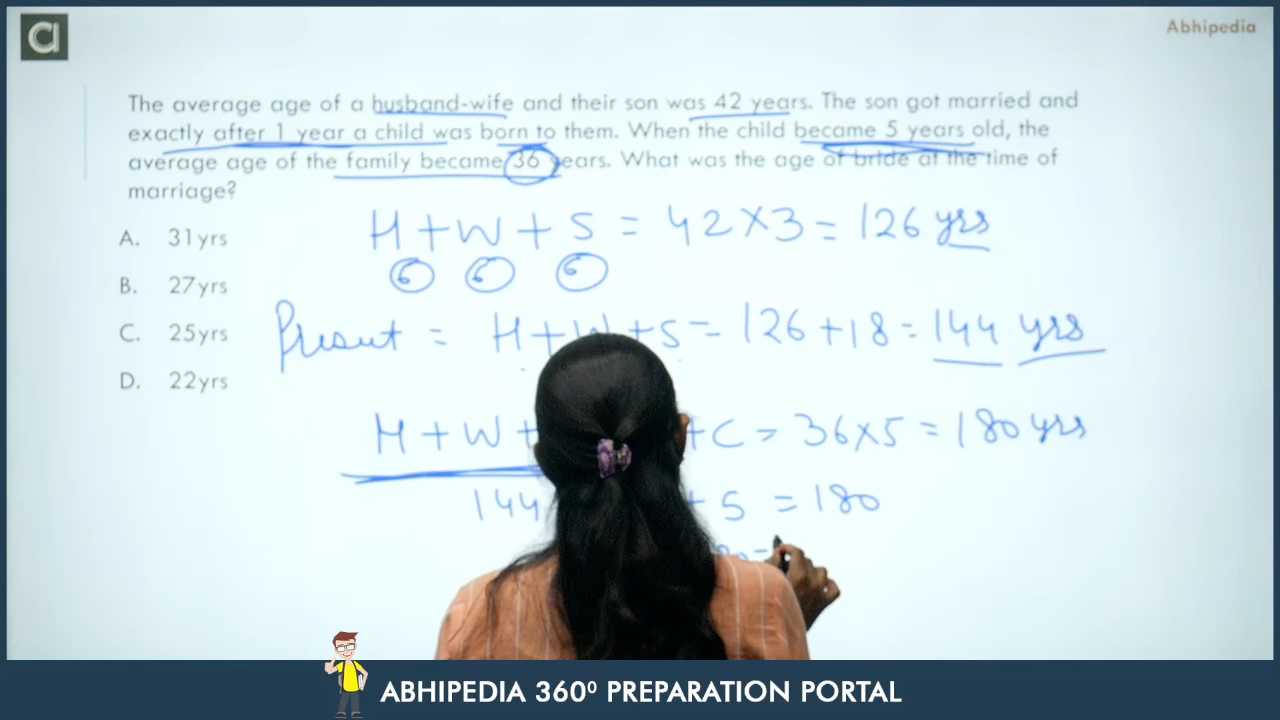 Abhipedia
The average age of a husband-wife and their son was 42 years. The son got married and
exactly after 1 year a child was born to them. When the child became 5 years old, the
average age of the family became 36 years. What was the age of bride at the time of
marriage?
A. 31yrs
B. 27yrs
C. 25yrs
D. 22yrs
H + W + S = 42 × 3 = 126 yrs
6 6 6
Present = H + W + S = 126 + 18 = 144 yrs
H + W + + C = 36 × 5 = 180 yrs
144 + 5 = 180
ABHIPEDIA 360⁰ PREPARATION PORTAL